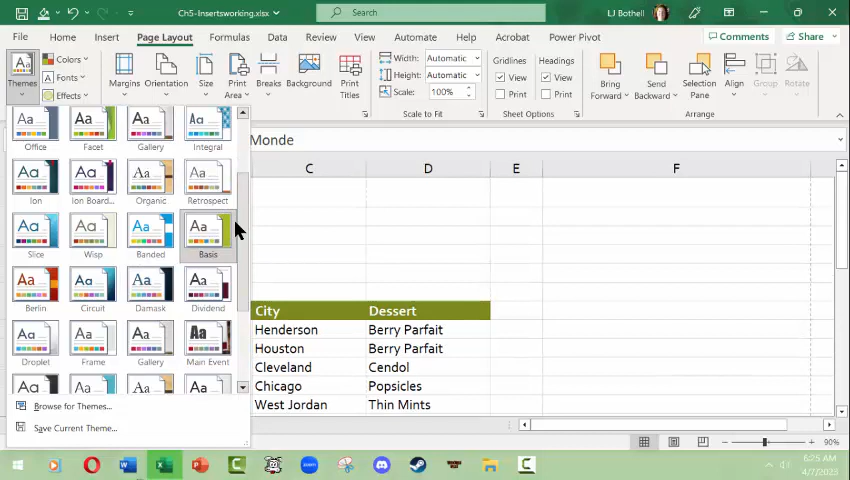 Ch5-Insertsworking.xlsx
Search
LJ Bothell
File
Home
Insert
Page Layout
Formulas
Data
Review
View
Automate
Help
Acrobat
Power Pivot
Comments
Share
Aa
Themes
Colors
Fonts
Effects
Margins
Orientation
Size
Print
Area
Breaks
Background
Print
Titles
Width: Automatic
Height: Automatic
Scale: 100%
Scale to Fit
Gridlines
View
Print
Headings
View
Print
Sheet Options
Bring
Forward
Send
Backward
Selection
Pane
Align
Group
Rotate
Arrange
Office
Facet
Gallery
Integral
Ion
Ion Board...
Organic
Retrospect
Slice
Wisp
Banded
Basis
Berlin
Circuit
Damask
Dividend
Droplet
Frame
Gallery
Main Event
Browse for Themes...
Save Current Theme...
Monde
C D E F
City Dessert
Henderson Berry Parfait
Houston Berry Parfait
Cleveland Cendol
Chicago Popsicles
West Jordan Thin Mints
90%
zoom
6:25 AM